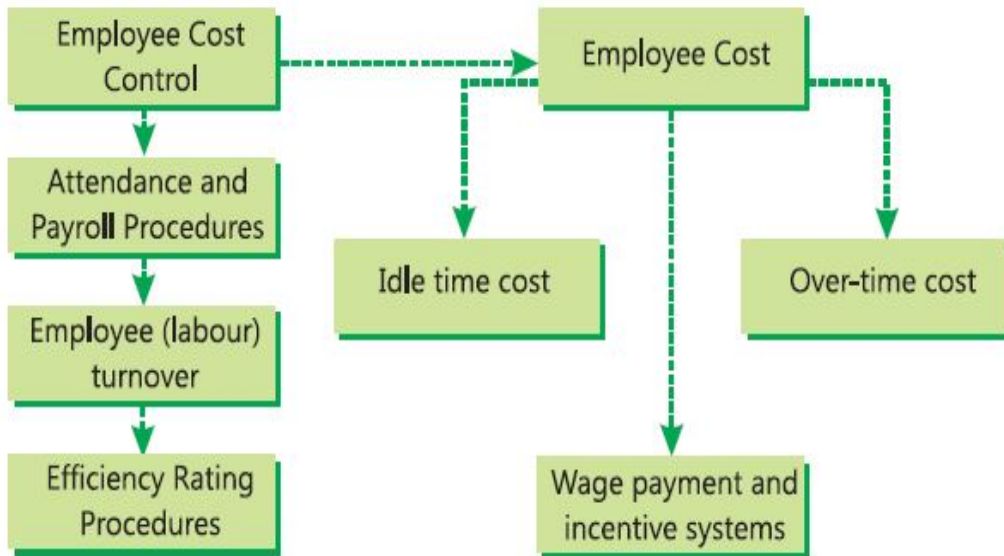 Employee Cost
Control
Employee Cost
Attendance and
Payroll Procedures
Idle time cost
Over-time cost
Employee (labour)
turnover
Efficiency Rating
Procedures
Wage payment and
incentive systems